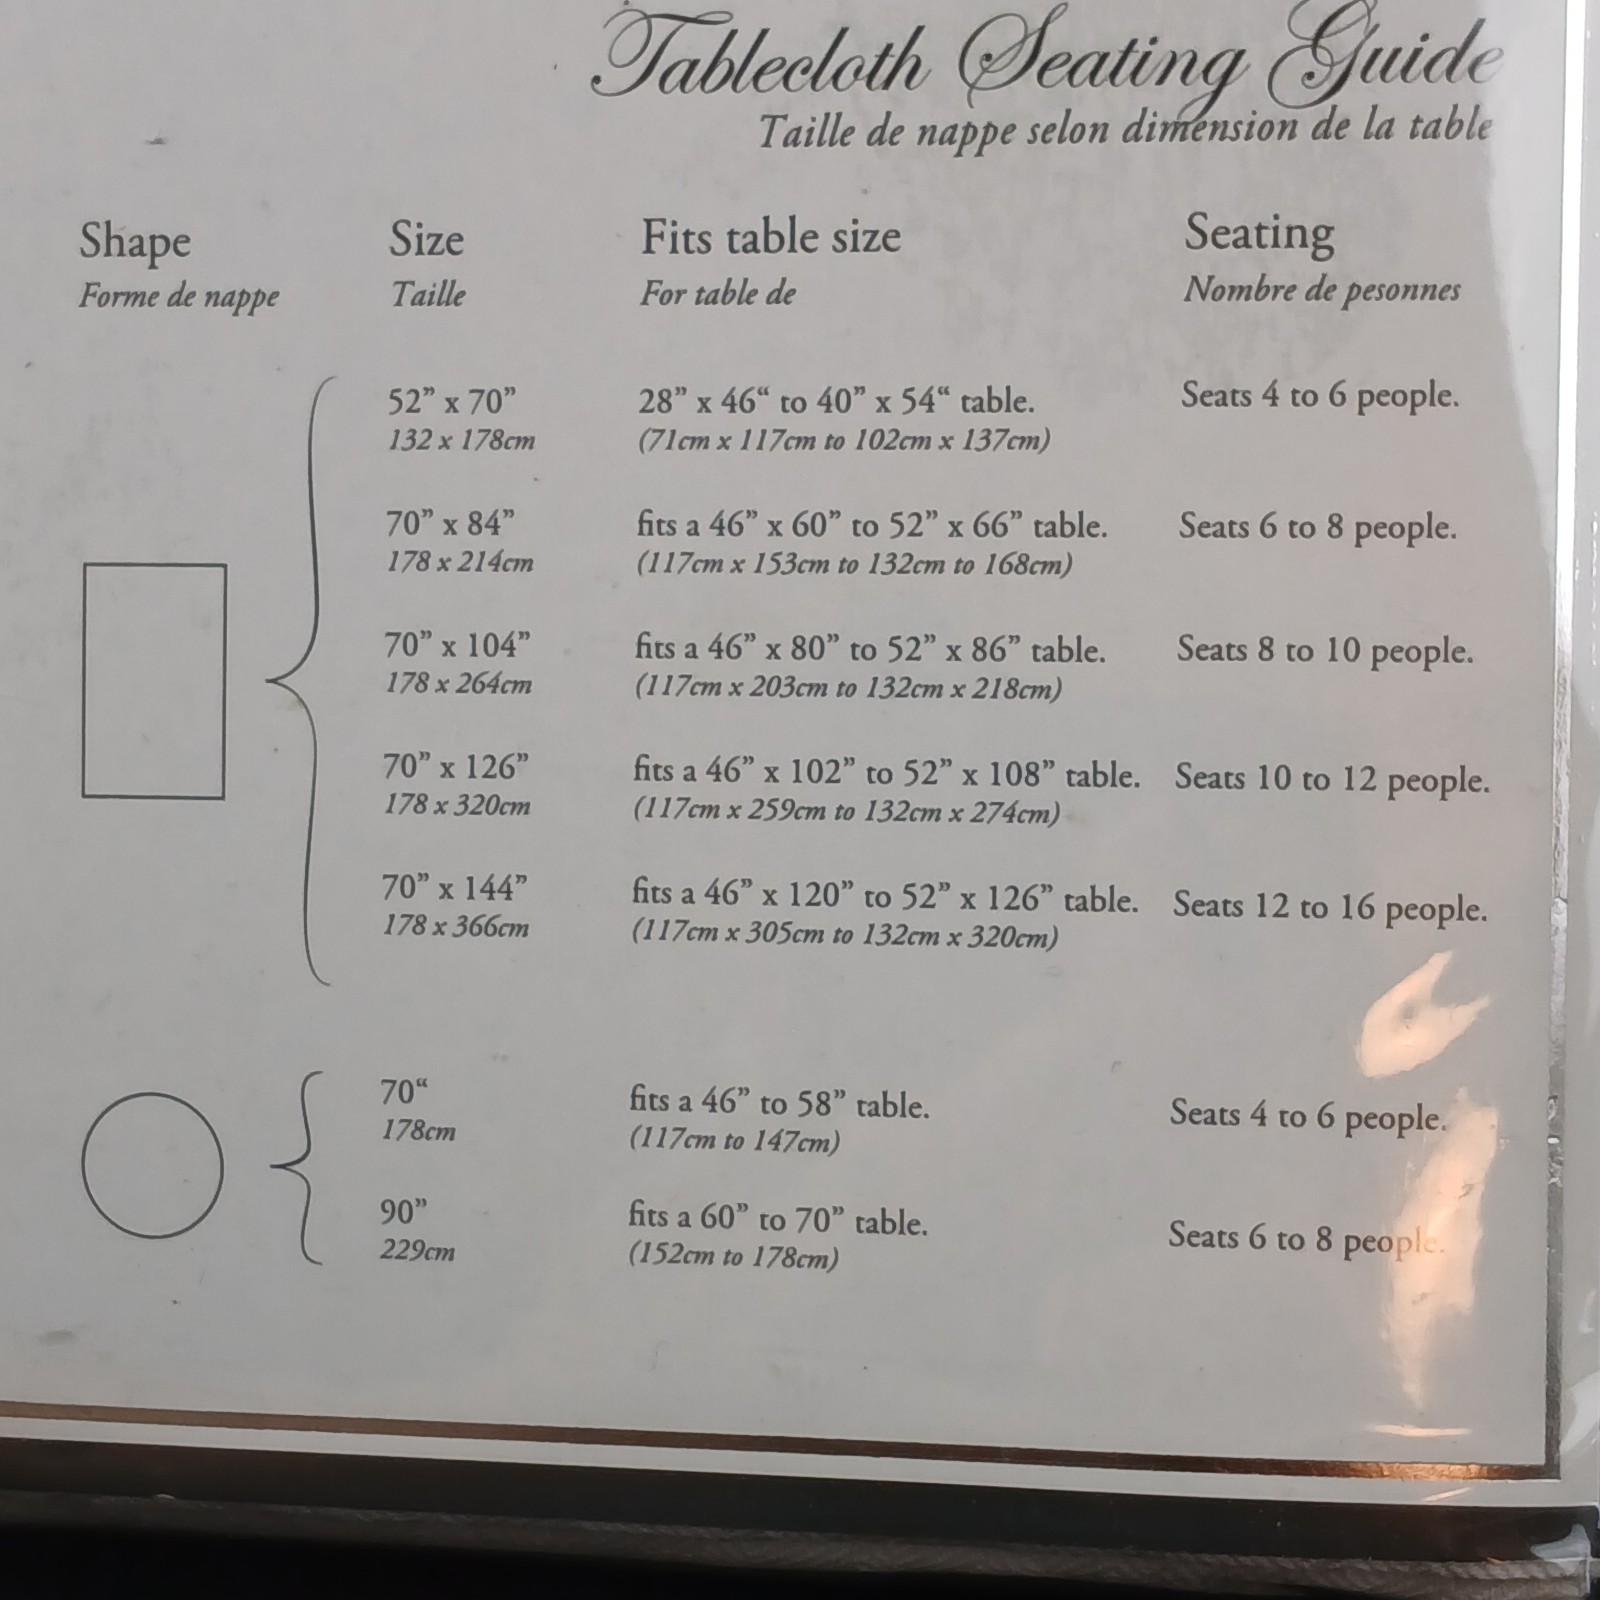 Tablecloth Seating Guide
Taille de nappe selon dimension de la table
Shape Size Fits table size Seating
Forme de nappe Taille For table de Nombre de pesonnes
52” x 70” 28” x 46“ to 40” x 54“ table. Seats 4 to 6 people.
132 x 178cm (71cm x 117cm to 102cm x 137cm)
70” x 84” fits a 46” x 60” to 52” x 66” table. Seats 6 to 8 people.
178 x 214cm (117cm x 153cm to 132cm to 168cm)
70” x 104” fits a 46” x 80” to 52” x 86” table. Seats 8 to 10 people.
178 x 264cm (117cm x 203cm to 132cm x 218cm)
70” x 126” fits a 46” x 102” to 52” x 108” table. Seats 10 to 12 people.
178 x 320cm (117cm x 259cm to 132cm x 274cm)
70” x 144” fits a 46” x 120” to 52” x 126” table. Seats 12 to 16 people.
178 x 366cm (117cm x 305cm to 132cm x 320cm)
70“ fits a 46” to 58” table. Seats 4 to 6 people.
178cm (117cm to 147cm)
90” fits a 60” to 70” table. Seats 6 to 8 people.
229cm (152cm to 178cm)